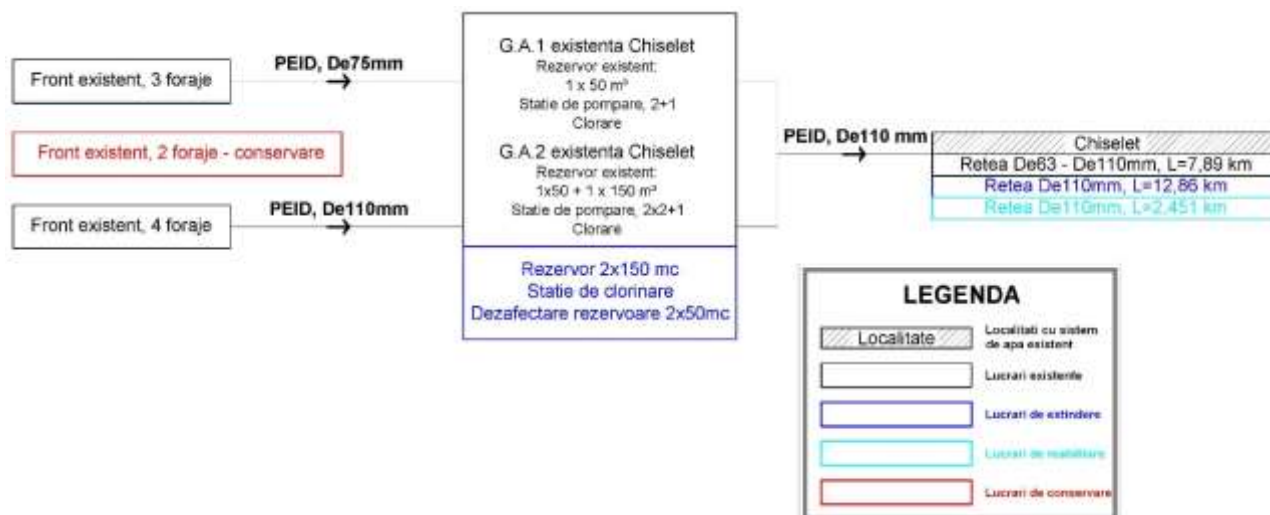 Front existent, 3 foraje
PEID, De75mm
Front existent, 2 foraje - conservare
Front existent, 4 foraje
PEID, De110mm
G.A.1 existenta Chiselet
Rezervor existent:
1 x 50 m³
Statie de pompare, 2+1
Clorare
G.A.2 existenta Chiselet
Rezervor existent:
1x50 + 1 x 150 m³
Statie de pompare, 2x2+1
Clorare
Rezervor 2x150 mc
Statie de clorinare
Dezafectare rezervoare 2x50mc
PEID, De110 mm
Chiselet
Retea De63 - De110mm, L=7,89 km
Retea De110mm, L=12,86 km
Retea De110mm, L=2,451 km
LEGENDA
Localitate
Localitati cu sistem
de apa existent
Lucrari existente
Lucrari de extindere
Lucrari de reabilitare
Lucrari de conservare